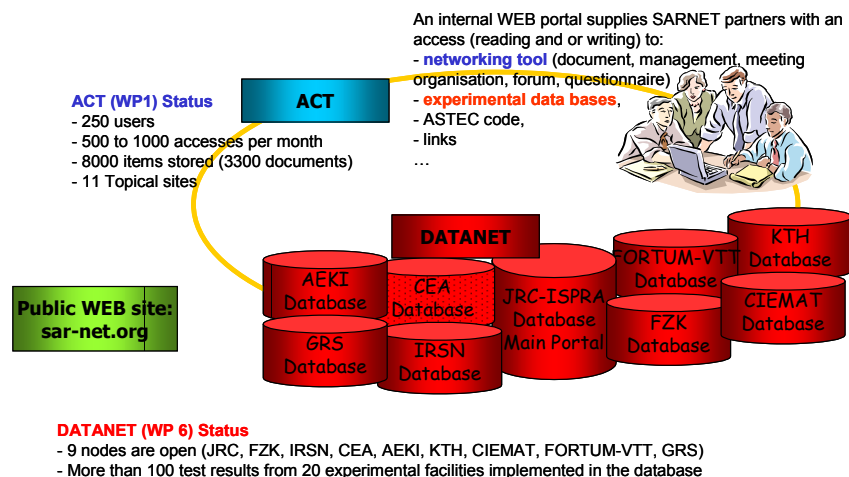 An internal WEB portal supplies SARNET partners with an
access (reading and or writing) to:
- networking tool (document, management, meeting
organisation, forum, questionnaire)
- experimental data bases,
- ASTEC code,
- links
…
ACT
ACT (WP1) Status
- 250 users
- 500 to 1000 accesses per month
- 8000 items stored (3300 documents)
- 11 Topical sites
DATANET
AEKI
Database
CEA
Database
JRC-ISPRA
Database
Main Portal
FORTUM-VTT
Database
KTH
Database
GRS
Database
IRSN
Database
FZK
Database
CIEMAT
Database
Public WEB site:
sar-net.org
DATANET (WP 6) Status
- 9 nodes are open (JRC, FZK, IRSN, CEA, AEKI, KTH, CIEMAT, FORTUM-VTT, GRS)
- More than 100 test results from 20 experimental facilities implemented in the database